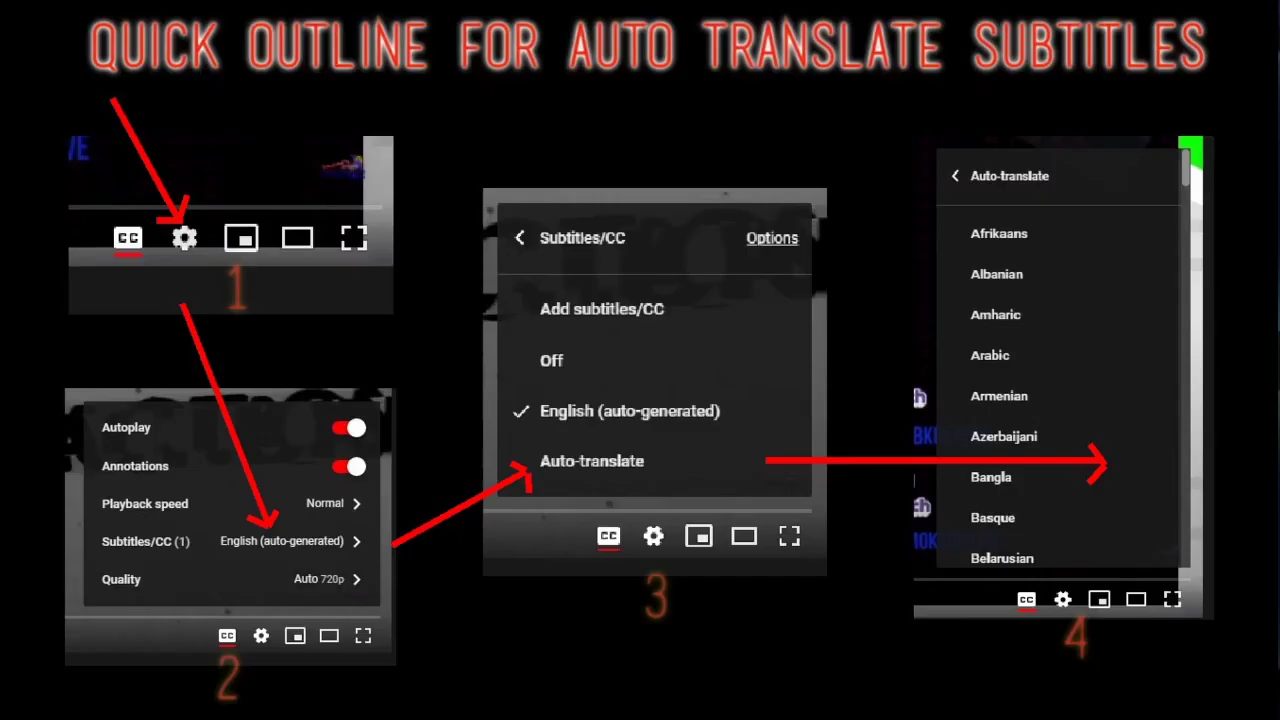 QUICK OUTLINE FOR AUTO TRANSLATE SUBTITLES
VE
CC
1
Autoplay
Annotations
Playback speed Normal
Subtitles/CC (1) English (auto-generated)
Quality Auto 720p
CC
2
Subtitles/CC Options
Add subtitles/CC
Off
English (auto-generated)
Auto-translate
CC
3
Auto-translate
Afrikaans
Albanian
Amharic
Arabic
Armenian
Azerbaijani
Bangla
Basque
Belarusian
CC
4